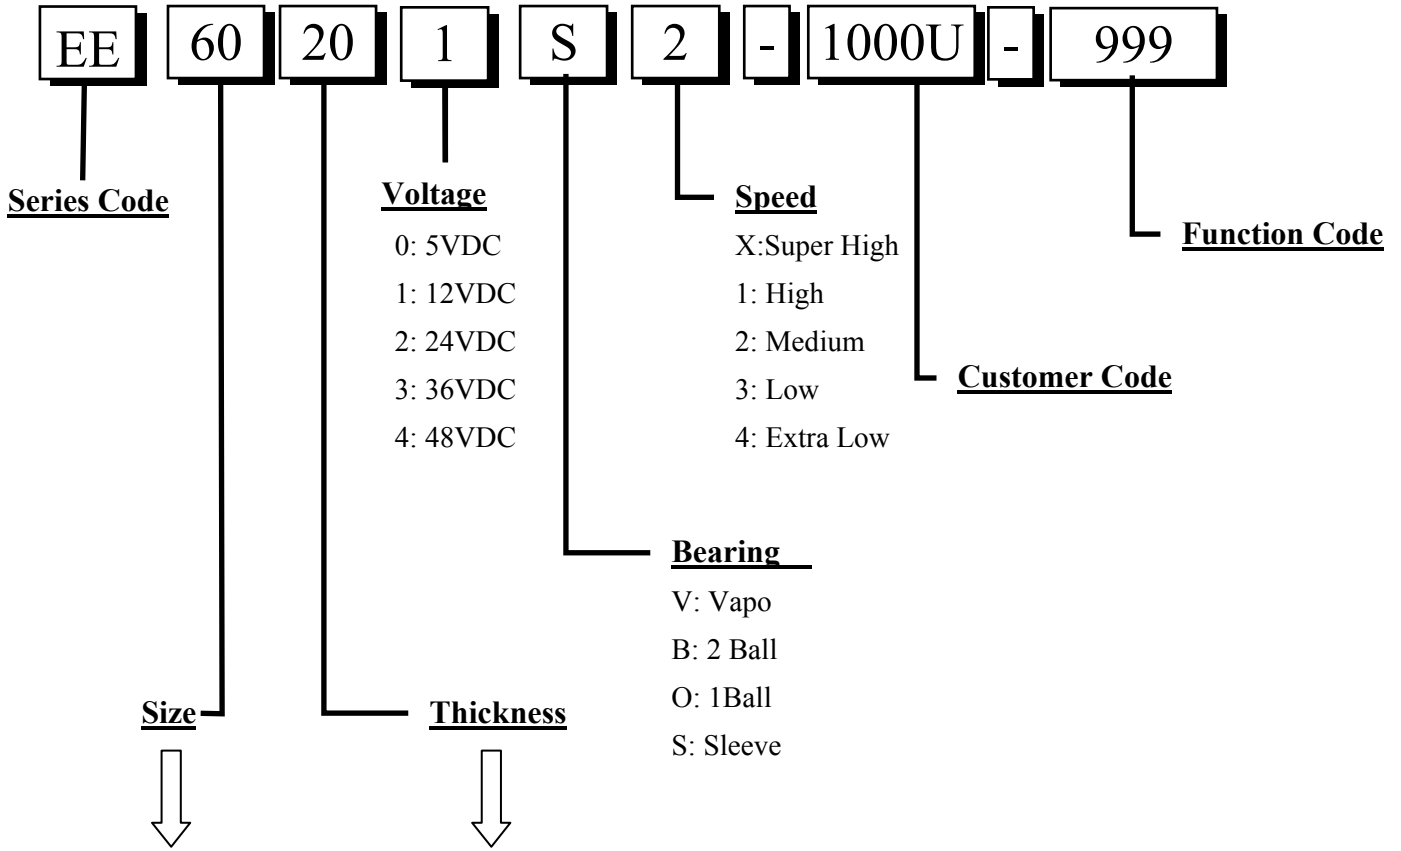 EE 60 20 1 S 2 - 1000U - 999
Series Code
Voltage
0: 5VDC
1: 12VDC
2: 24VDC
3: 36VDC
4: 48VDC
Speed
X:Super High
1: High
2: Medium
3: Low
4: Extra Low
Function Code
Customer Code
Bearing
V: Vapo
B: 2 Ball
O: 1Ball
S: Sleeve
Size
Thickness